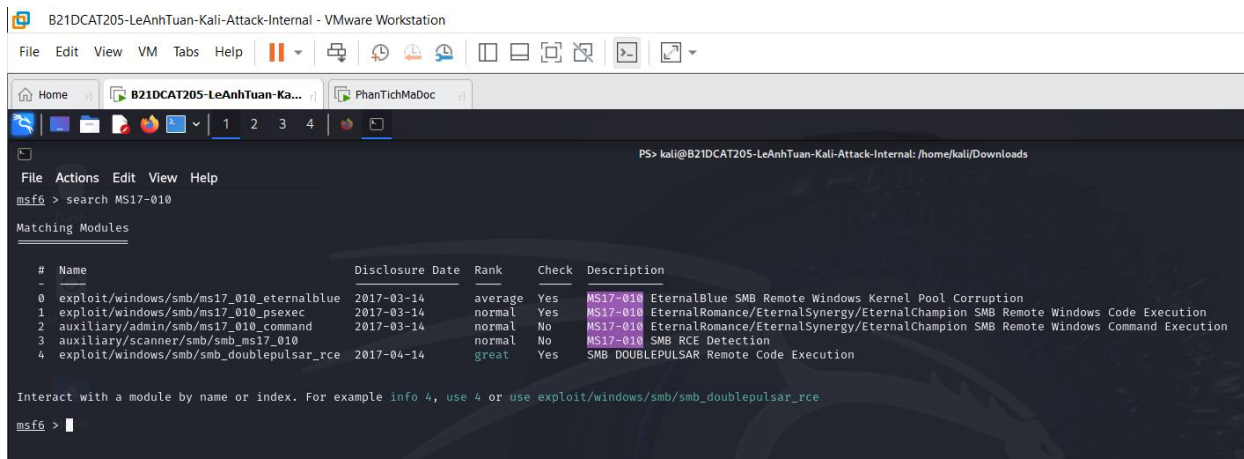 B21DCAT205-LeAnhTuan-Kali-Attack-Internal - VMware Workstation
File Edit View VM Tabs Help
Home B21DCAT205-LeAnhTuan-Ka... PhanTichMaDoc
1 2 3 4
PS> kali@B21DCAT205-LeAnhTuan-Kali-Attack-Internal: /home/kali/Downloads
File Actions Edit View Help
msf6 > search MS17-010
Matching Modules
# Name Disclosure Date Rank Check Description
0 exploit/windows/smb/ms17_010_eternalblue 2017-03-14 average Yes MS17-010 EternalBlue SMB Remote Windows Kernel Pool Corruption
1 exploit/windows/smb/ms17_010_psexec 2017-03-14 normal Yes MS17-010 EternalRomance/EternalSynergy/EternalChampion SMB Remote Windows Code Execution
2 auxiliary/admin/smb/ms17_010_command 2017-03-14 normal No MS17-010 EternalRomance/EternalSynergy/EternalChampion SMB Remote Windows Command Execution
3 auxiliary/scanner/smb/smb_ms17_010 normal No MS17-010 SMB RCE Detection
4 exploit/windows/smb/smb_doublepulsar_rce 2017-04-14 great Yes SMB DOUBLEPULSAR Remote Code Execution
Interact with a module by name or index. For example info 4, use 4 or use exploit/windows/smb/smb_doublepulsar_rce
msf6 >